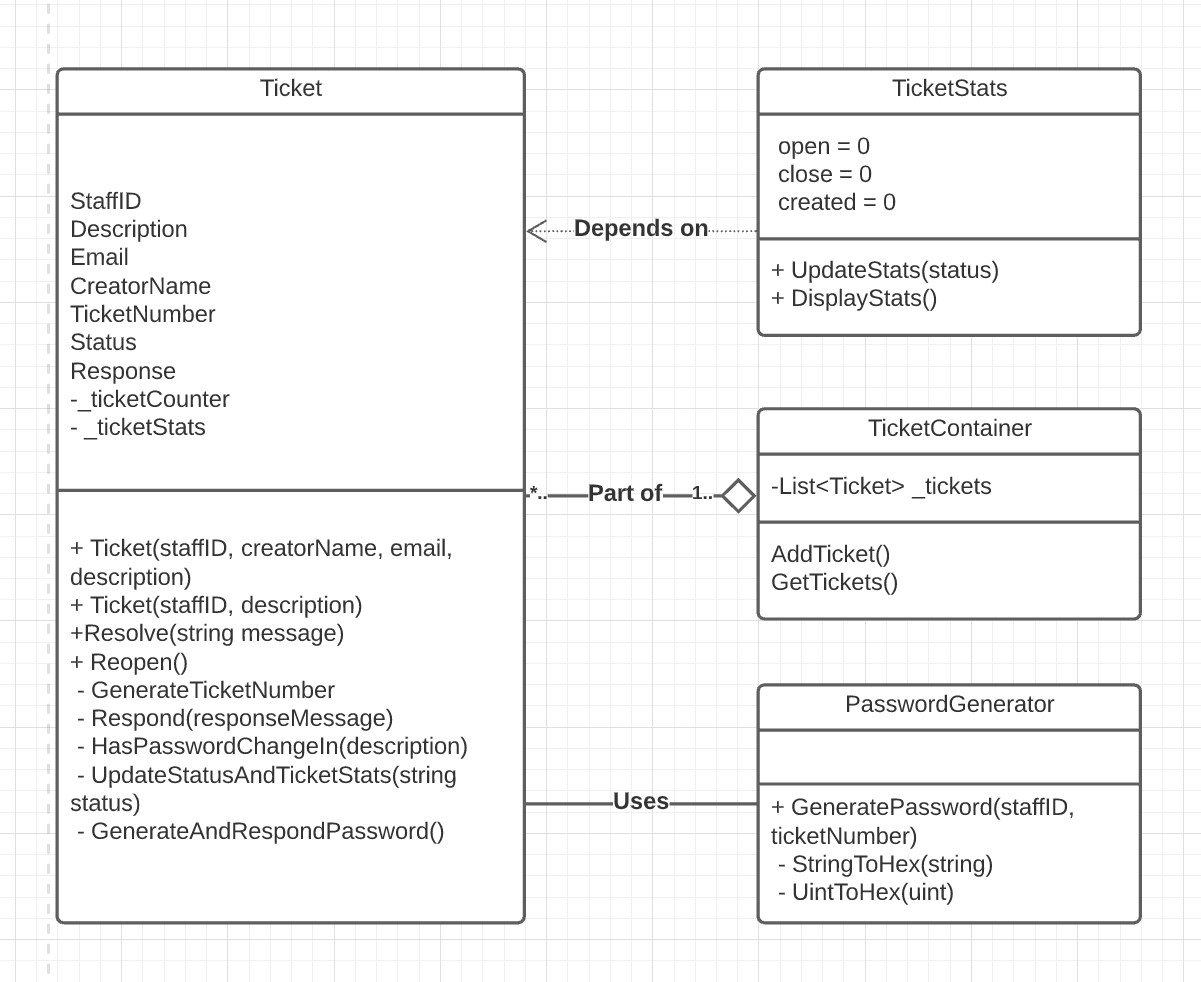 Ticket
StaffID
Description
Email
CreatorName
TicketNumber
Status
Response
-_ticketCounter
- _ticketStats
+ Ticket(staffID, creatorName, email,
description)
+ Ticket(staffID, description)
+Resolve(string message)
+ Reopen()
- GenerateTicketNumber
- Respond(responseMessage)
- HasPasswordChangeIn(description)
- UpdateStatusAndTicketStats(string
status)
- GenerateAndRespondPassword()
Depends on
*..
Part of
1..
Uses
TicketStats
open = 0
close = 0
created = 0
+ UpdateStats(status)
+ DisplayStats()
TicketContainer
-List<Ticket> _tickets
AddTicket()
GetTickets()
PasswordGenerator
+ GeneratePassword(staffID,
ticketNumber)
- StringToHex(string)
- UintToHex(uint)